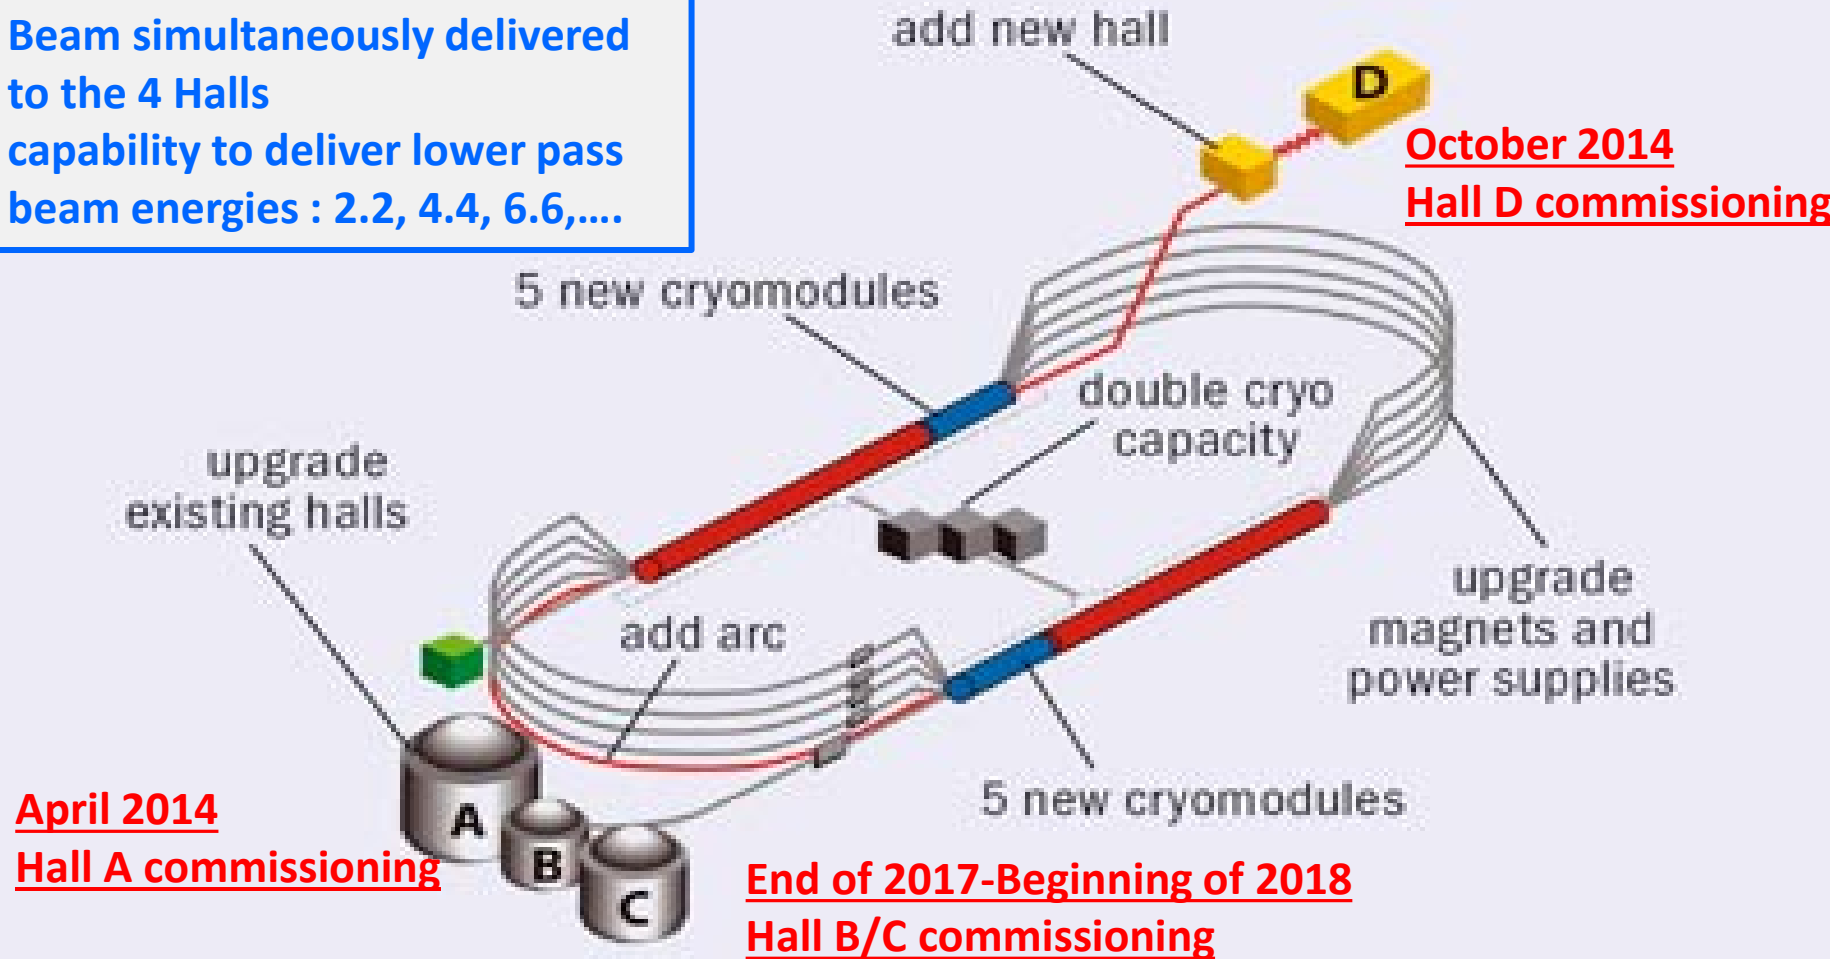 Beam simultaneously delivered
to the 4 Halls
capability to deliver lower pass
beam energies : 2.2, 4.4, 6.6,....
add new hall
D
October 2014
Hall D commissioning
5 new cryomodules
double cryo
capacity
upgrade
existing halls
add arc
upgrade
magnets and
power supplies
5 new cryomodules
April 2014
Hall A commissioning
A
B
C
End of 2017-Beginning of 2018
Hall B/C commissioning